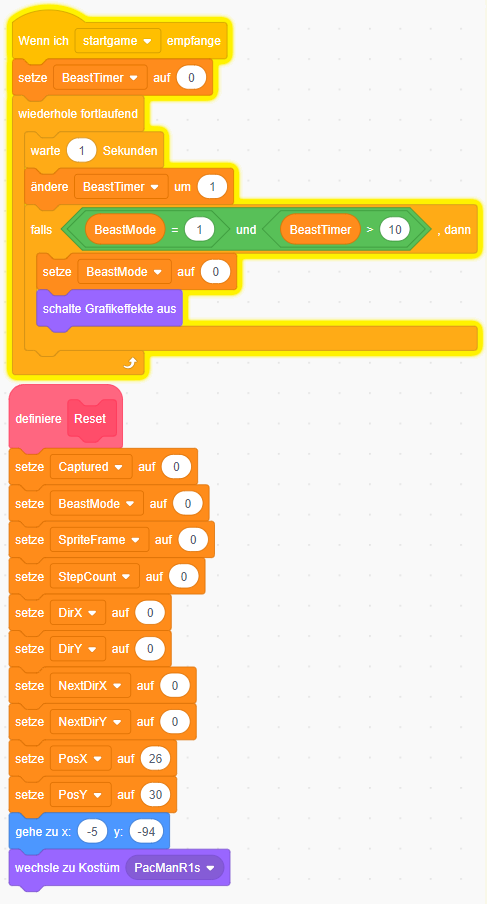 Wenn ich startgame empfange
setze BeastTimer auf 0
wiederhole fortlaufend
warte 1 Sekunden
ändere BeastTimer um 1
falls BeastMode = 1 und BeastTimer > 10 , dann
setze BeastMode auf 0
schalte Grafikeffekte aus
definiere Reset
setze Captured auf 0
setze BeastMode auf 0
setze SpriteFrame auf 0
setze StepCount auf 0
setze DirX auf 0
setze DirY auf 0
setze NextDirX auf 0
setze NextDirY auf 0
setze PosX auf 26
setze PosY auf 30
gehe zu x: -5 y: -94
wechsle zu Kostüm PacManR1s